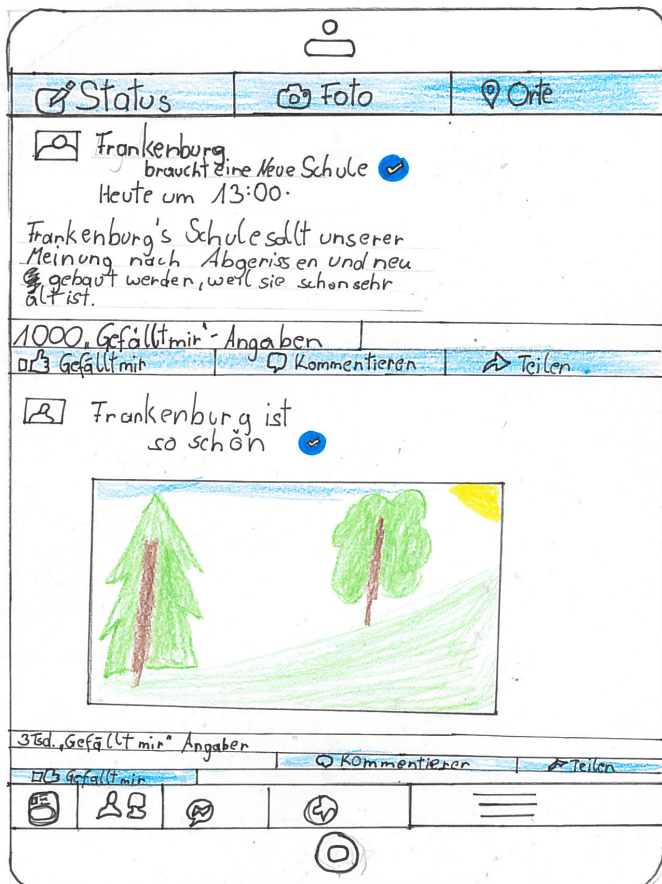 Status Foto Orte
Frankenburg
braucht eine Neue Schule
Heute um 13:00.
Frankenburg's Schule sollt unserer
Meinung nach Abgerissen und neu
gebaut werden, weil sie schon sehr
alt ist.
1000 „Gefällt mir"-Angaben
Gefällt mir Kommentieren Teilen
Frankenburg ist
so schön
3Tsd. „Gefällt mir" Angaben
Kommentieren Teilen
Gefällt mir